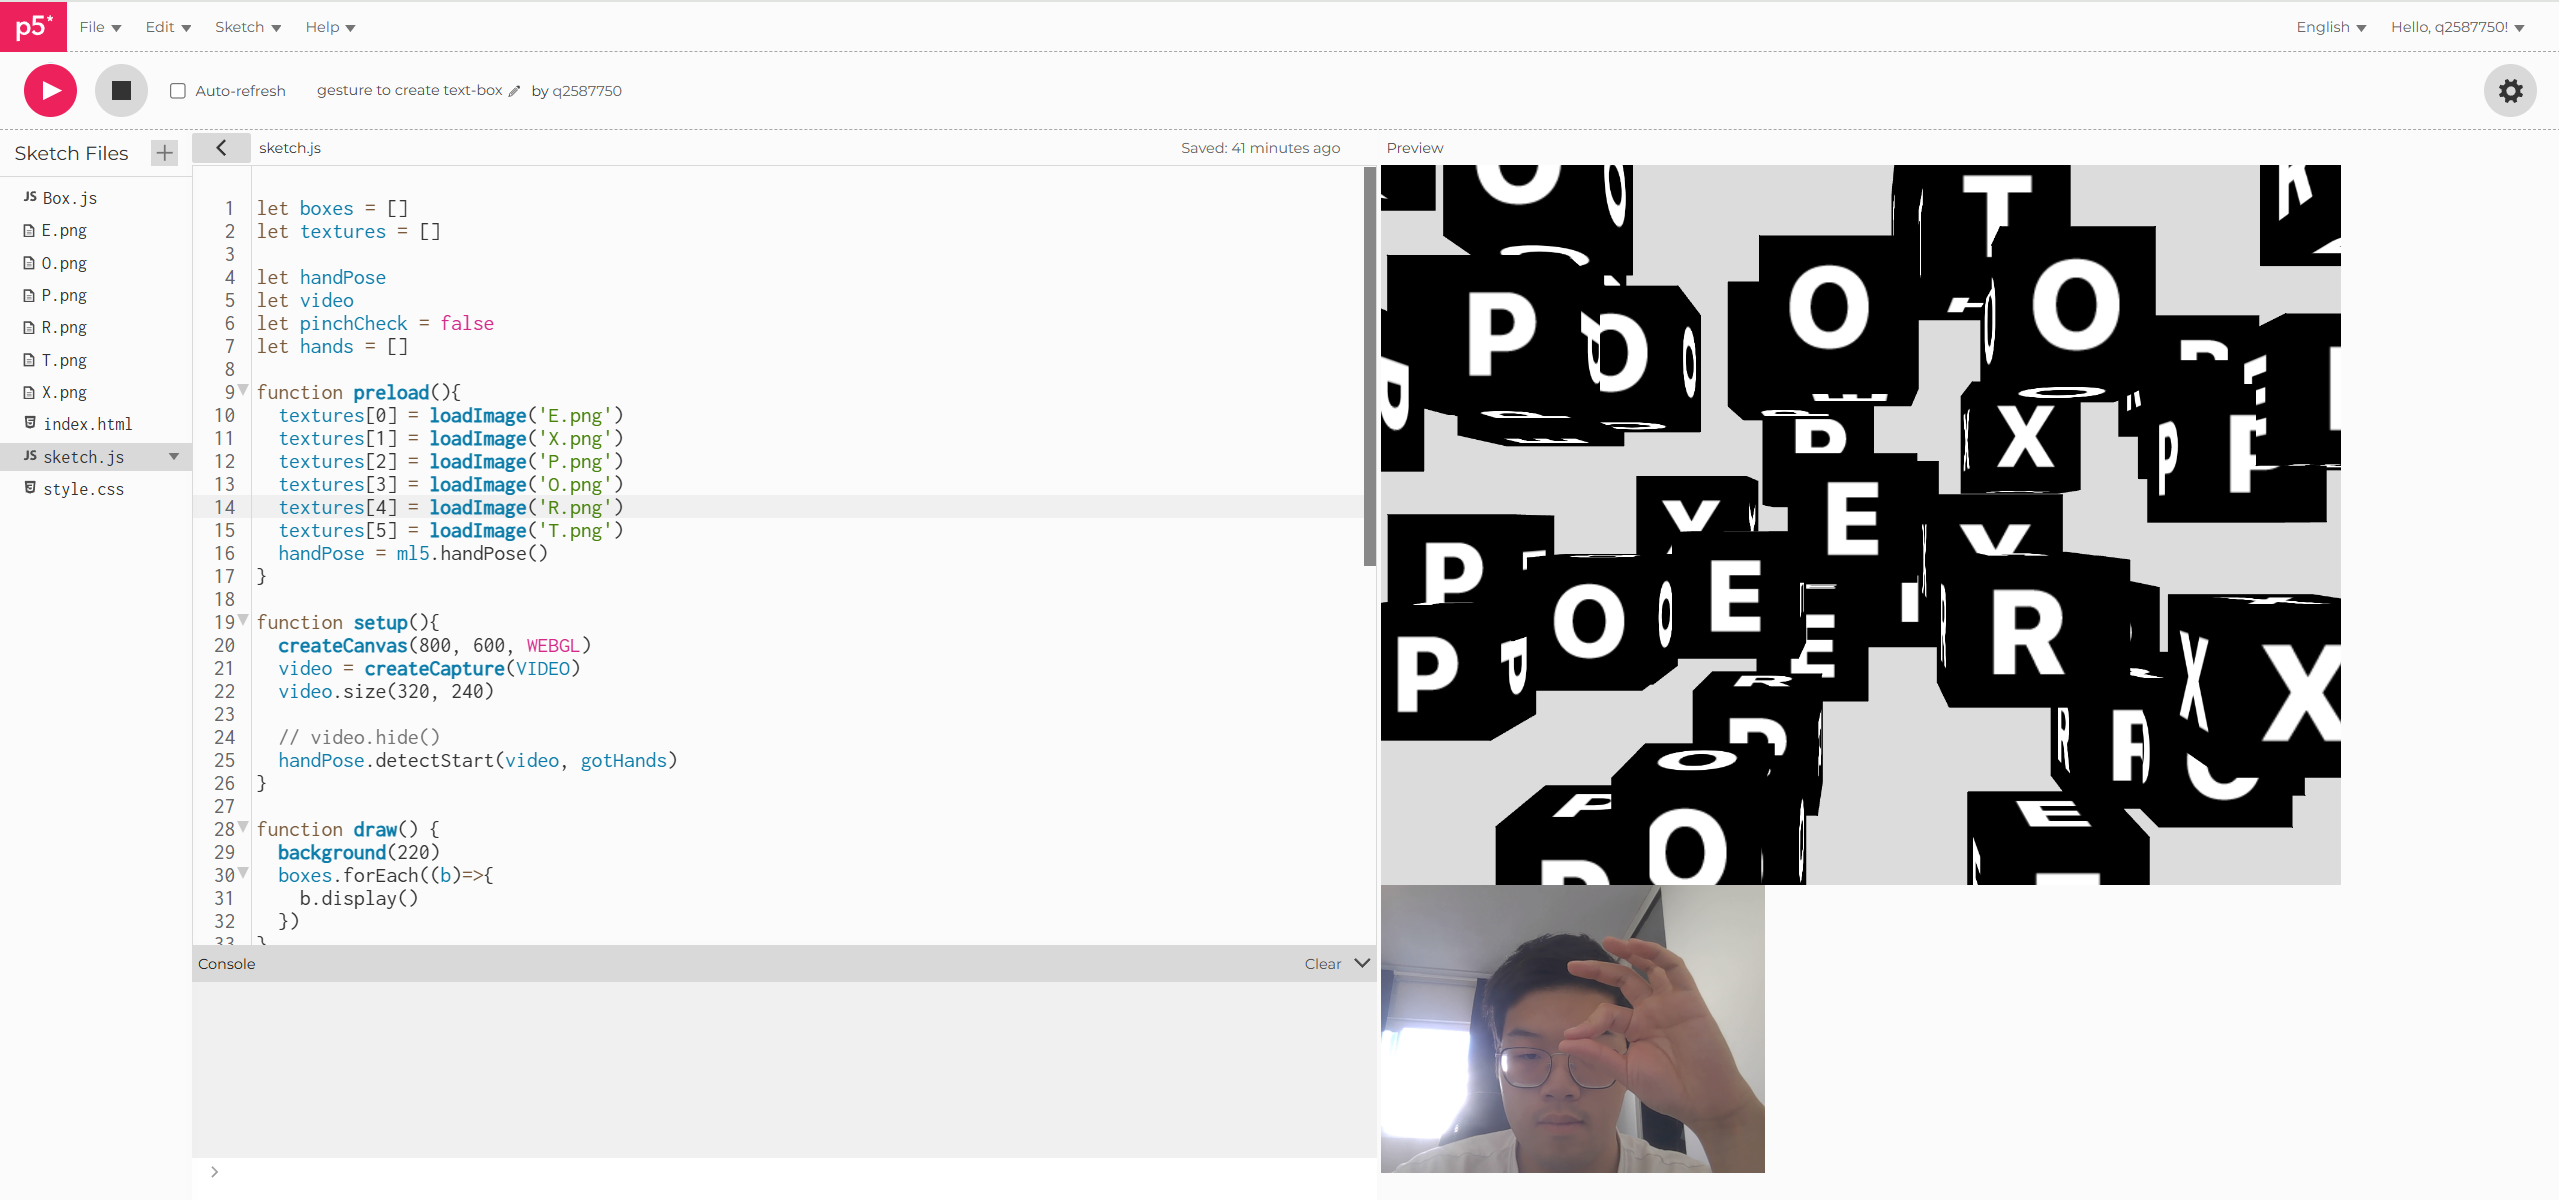 p5* File Edit Sketch Help English Hello, q2587750!
Auto-refresh gesture to create text-box by q2587750
Sketch Files
JS Box.js
E.png
O.png
P.png
R.png
T.png
X.png
index.html
JS sketch.js
style.css
sketch.js Saved: 41 minutes ago
1 let boxes = []
2 let textures = []
3
4 let handPose
5 let video
6 let pinchCheck = false
7 let hands = []
8
9 function preload(){
10 textures[0] = loadImage('E.png')
11 textures[1] = loadImage('X.png')
12 textures[2] = loadImage('P.png')
13 textures[3] = loadImage('O.png')
14 textures[4] = loadImage('R.png')
15 textures[5] = loadImage('T.png')
16 handPose = ml5.handPose()
17 }
18
19 function setup(){
20 createCanvas(800, 600, WEBGL)
21 video = createCapture(VIDEO)
22 video.size(320, 240)
23
24 // video.hide()
25 handPose.detectStart(video, gotHands)
26 }
27
28 function draw() {
29 background(220)
30 boxes.forEach((b)=>{
31 b.display()
32 })
33 }
Console Clear
>
Preview
O T R
P O O O
X
E
P O E R
P X
O